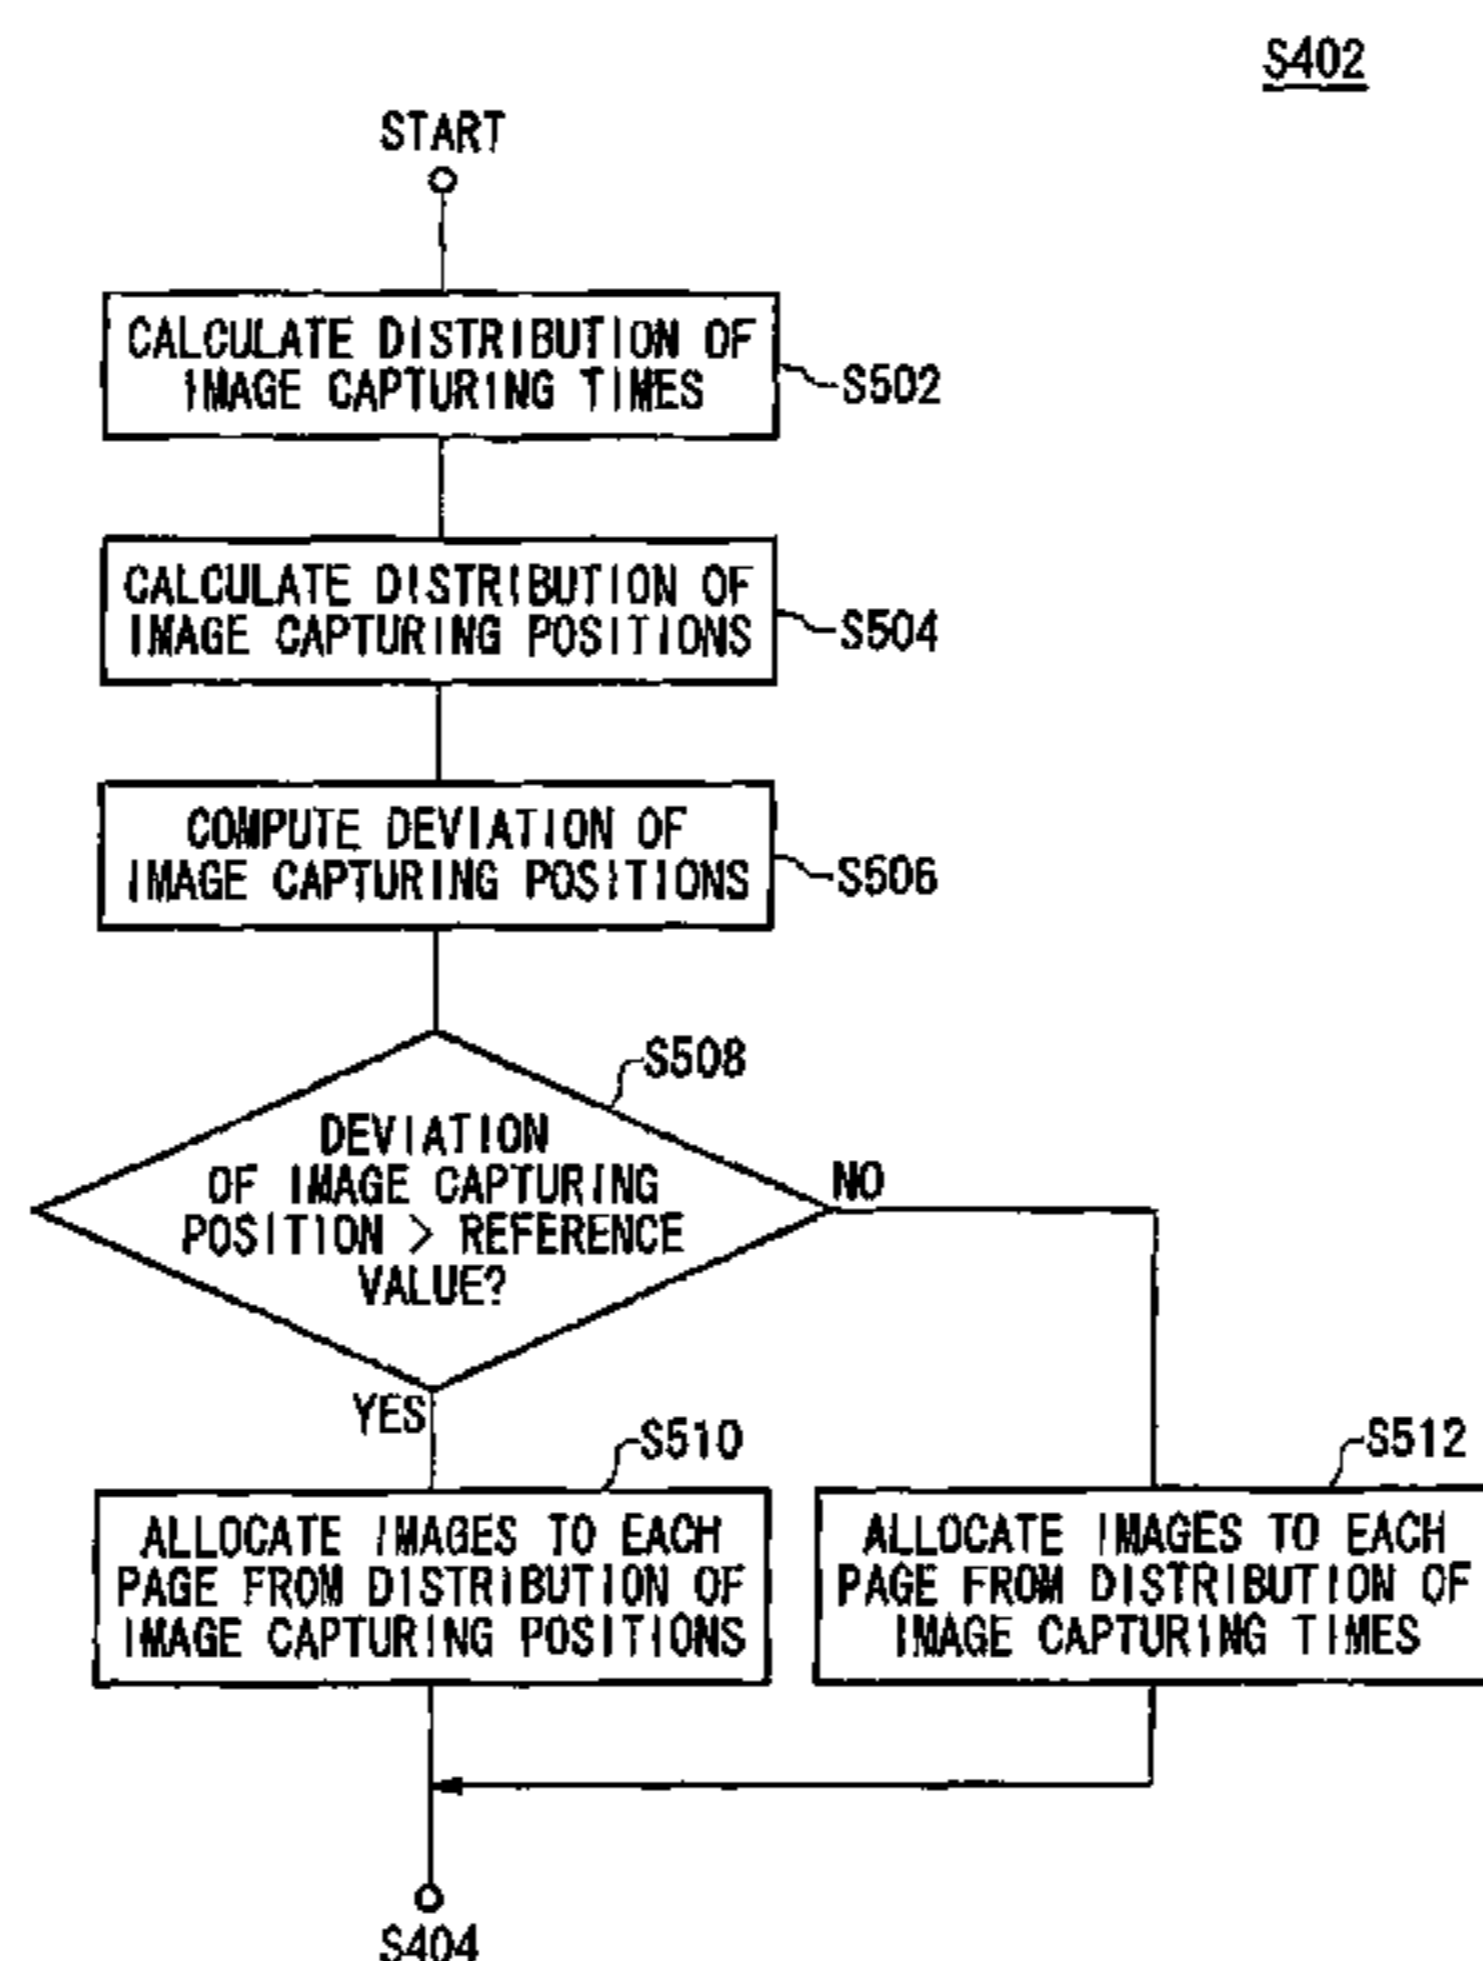 S402
START
CALCULATE DISTRIBUTION OF
IMAGE CAPTURING TIMES
S502
CALCULATE DISTRIBUTION OF
IMAGE CAPTURING POSITIONS
S504
COMPUTE DEVIATION OF
IMAGE CAPTURING POSITIONS
S506
S508
DEVIATION
OF IMAGE CAPTURING
POSITION > REFERENCE
VALUE?
NO
YES
S510
ALLOCATE IMAGES TO EACH
PAGE FROM DISTRIBUTION OF
IMAGE CAPTURING POSITIONS
S512
ALLOCATE IMAGES TO EACH
PAGE FROM DISTRIBUTION OF
IMAGE CAPTURING TIMES
S404